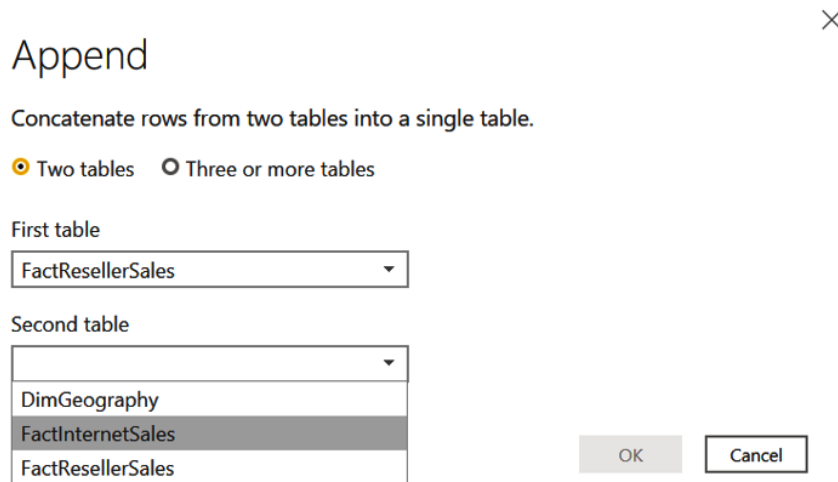 Append
Concatenate rows from two tables into a single table.
Two tables Three or more tables
First table
FactResellerSales
Second table
DimGeography
FactInternetSales
FactResellerSales
OK Cancel